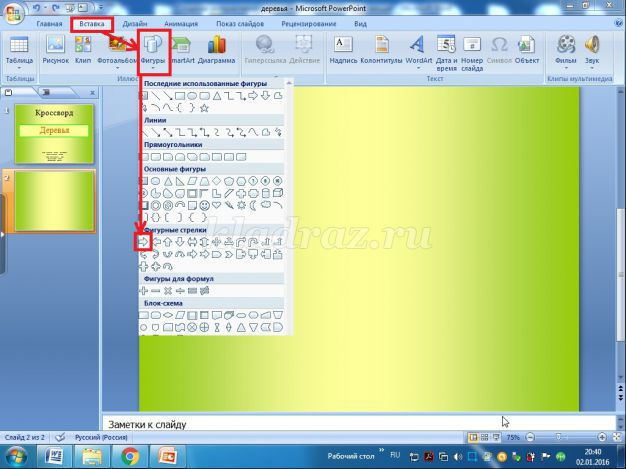 деревья - Microsoft PowerPoint
Главная Вставка Дизайн Анимация Показ слайдов Рецензирование Вид
Таблица Рисунок Клип Фотоальбом Фигуры SmartArt Диаграмма Гиперссылка Действие Надпись Колонтитулы WordArt Дата и время Номер слайда Символ Объект Фильм Звук
Таблицы Иллюс Текст Клипы мультимедиа
Последние использованные фигуры
Линии
Прямоугольники
Основные фигуры
Фигурные стрелки
Фигуры для формул
Блок-схема
1
Кроссворд
Деревья
2
kladraz.ru
Заметки к слайду
Слайд 2 из 2 Русский (Россия) 75%
Рабочий стол RU 20:40
02.01.2016